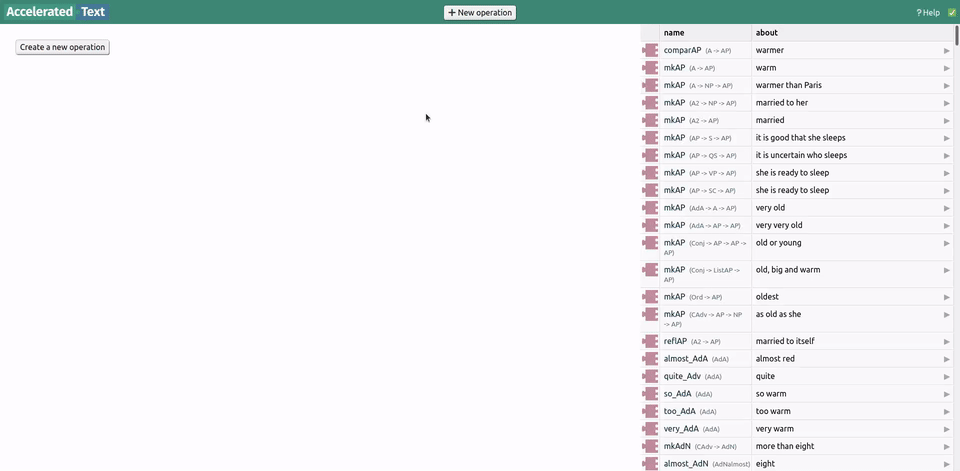 Accelerated Text
+ New operation
? Help
Create a new operation
name about
comparAP (A -> AP) warmer
mkAP (A -> AP) warm
mkAP (A -> NP -> AP) warmer than Paris
mkAP (A2 -> NP -> AP) married to her
mkAP (A2 -> AP) married
mkAP (AP -> S -> AP) it is good that she sleeps
mkAP (AP -> QS -> AP) it is uncertain who sleeps
mkAP (AP -> VP -> AP) she is ready to sleep
mkAP (AP -> SC -> AP) she is ready to sleep
mkAP (AdA -> A -> AP) very old
mkAP (AdA -> AP -> AP) very very old
mkAP (Conj -> AP -> AP -> old or young
AP)
mkAP (Conj -> ListAP -> old, big and warm
AP)
mkAP (Ord -> AP) oldest
mkAP (CAdv -> AP -> NP as old as she
-> AP)
reflAP (A2 -> AP) married to itself
almost_AdA (AdA) almost red
quite_Adv (AdA) quite
so_AdA (AdA) so warm
too_AdA (AdA) too warm
very_AdA (AdA) very warm
mkAdN (CAdv -> AdN) more than eight
almost_AdN (AdNalmost) eight